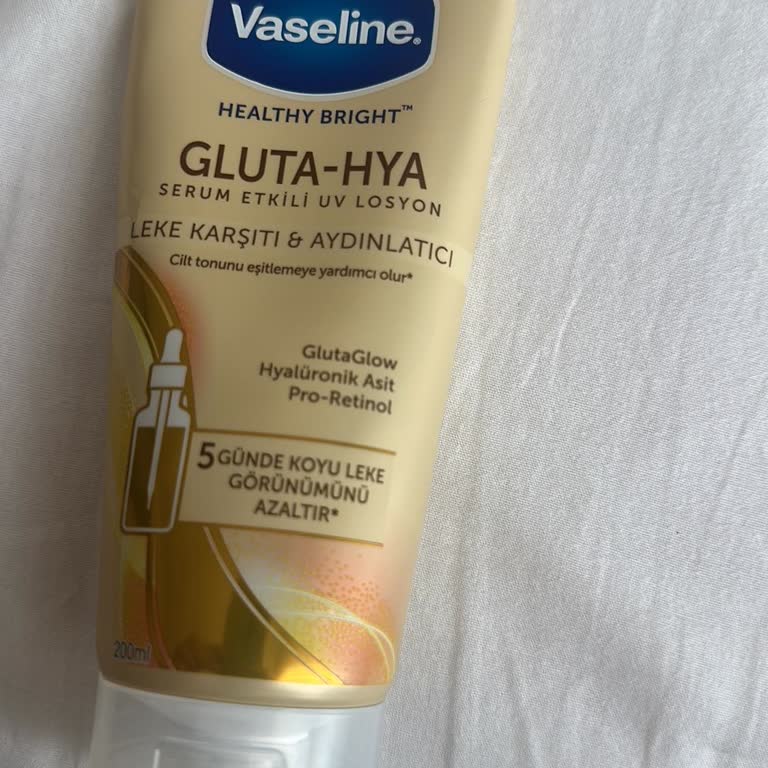 Vaseline®
HEALTHY BRIGHT™
GLUTA-HYA
SERUM ETKİLİ UV LOSYON
LEKE KARŞITI & AYDINLATICI
Cilt tonunu eşitlemeye yardımcı olur*
GlutaGlow
Hyalüronik Asit
Pro-Retinol
5 GÜNDE KOYU LEKE
GÖRÜNÜMÜNÜ
AZALTIR*
200ml